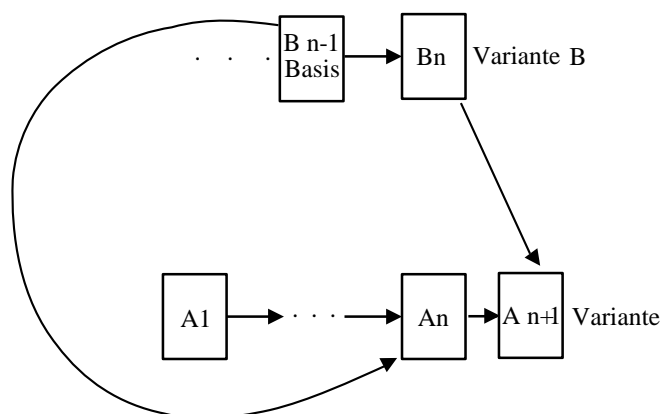 B n-1
Basis
. . .
Bn
Variante B
A1
. . .
An
A n+1
Variante